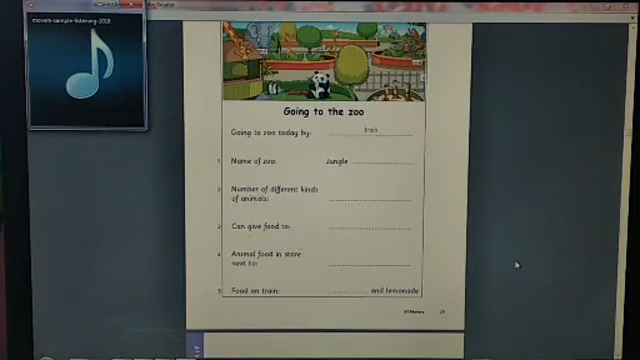 movers-sample-listening-2018
Going to the zoo
Going to zoo today by: train
1 Name of zoo: Jungle
2 Number of different kinds
of animals:
3 Can give food to:
4 Animal food in store
next to:
5 Food on train: and lemonade